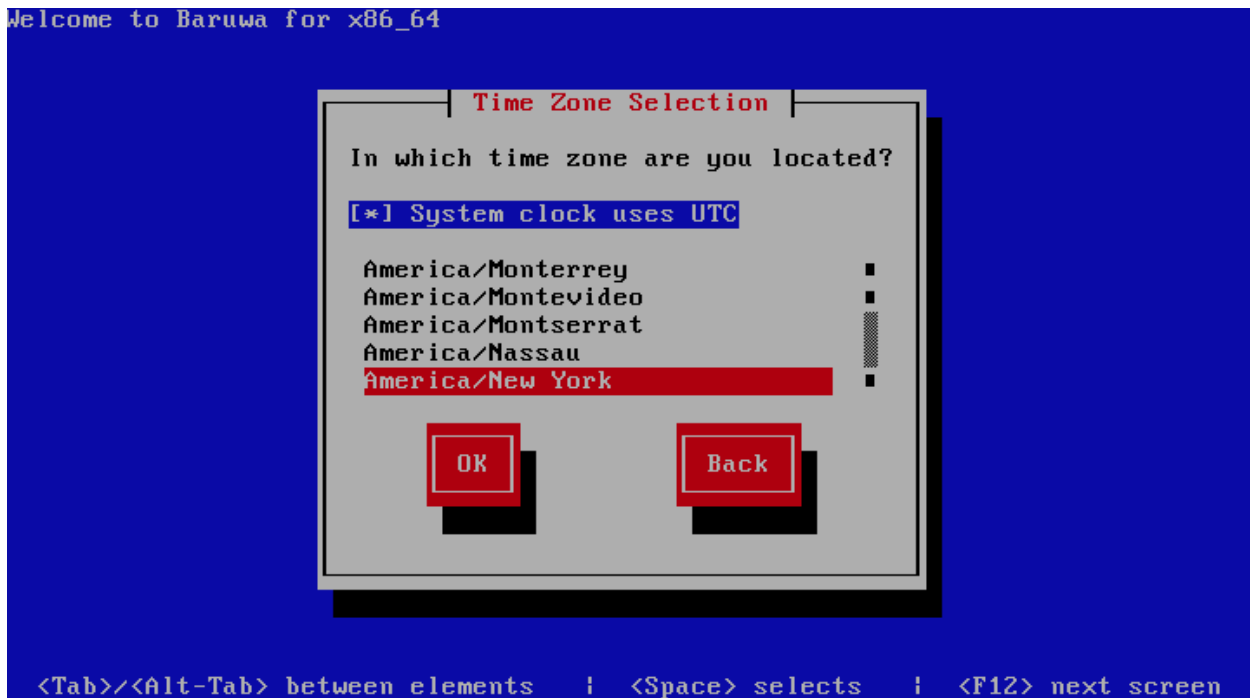 Welcome to Baruwa for x86_64
Time Zone Selection
In which time zone are you located?
[*] System clock uses UTC
America/Monterrey
America/Montevideo
America/Montserrat
America/Nassau
America/New York
OK Back
<Tab>/<Alt-Tab> between elements | <Space> selects | <F12> next screen